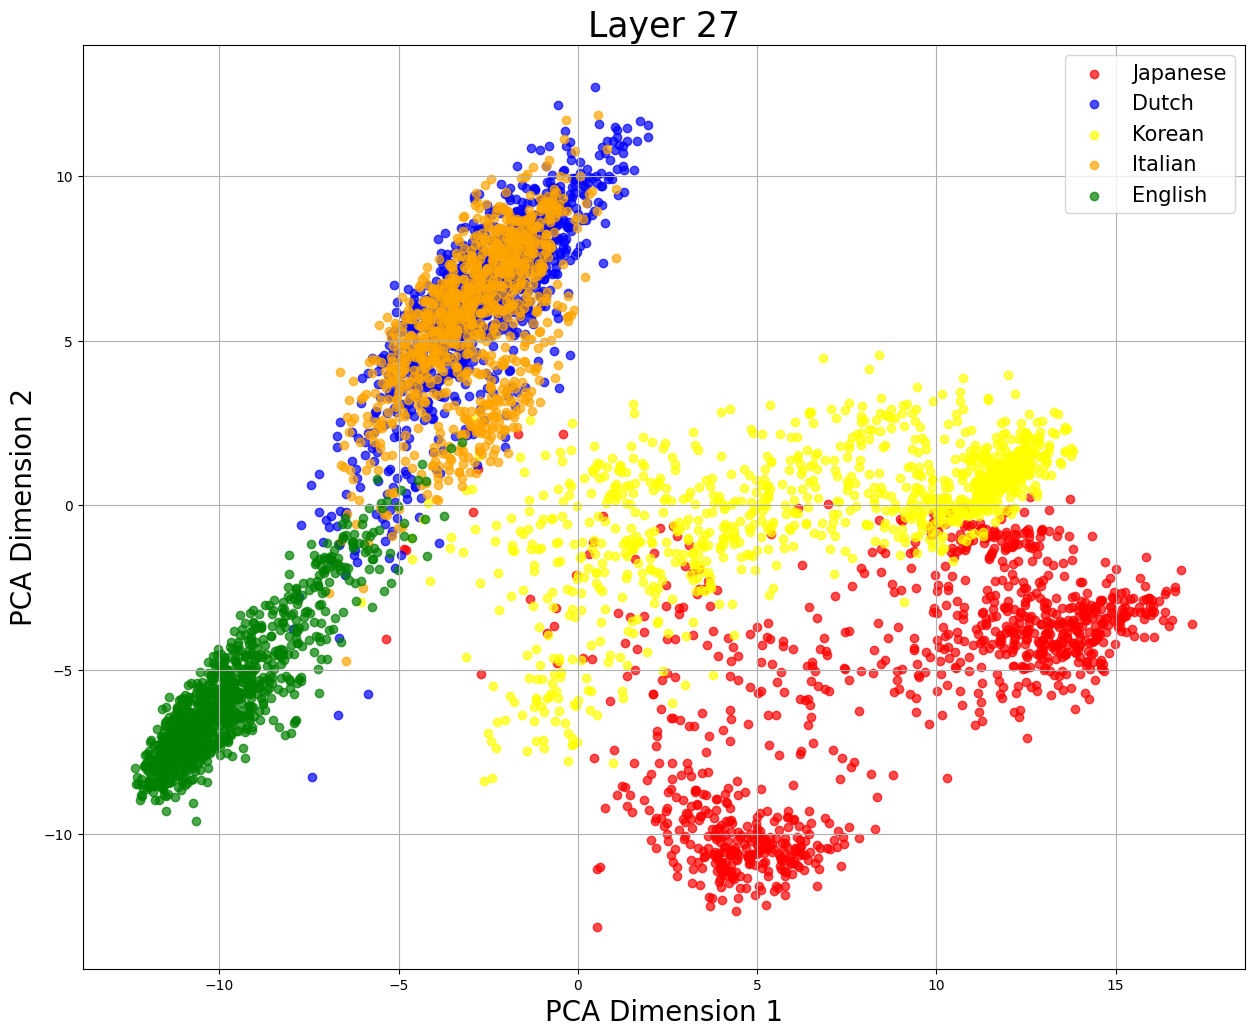 Layer 27
Japanese
Dutch
Korean
Italian
English
PCA Dimension 2
10
5
0
−5
−10
−10
−5
0
5
10
15
PCA Dimension 1